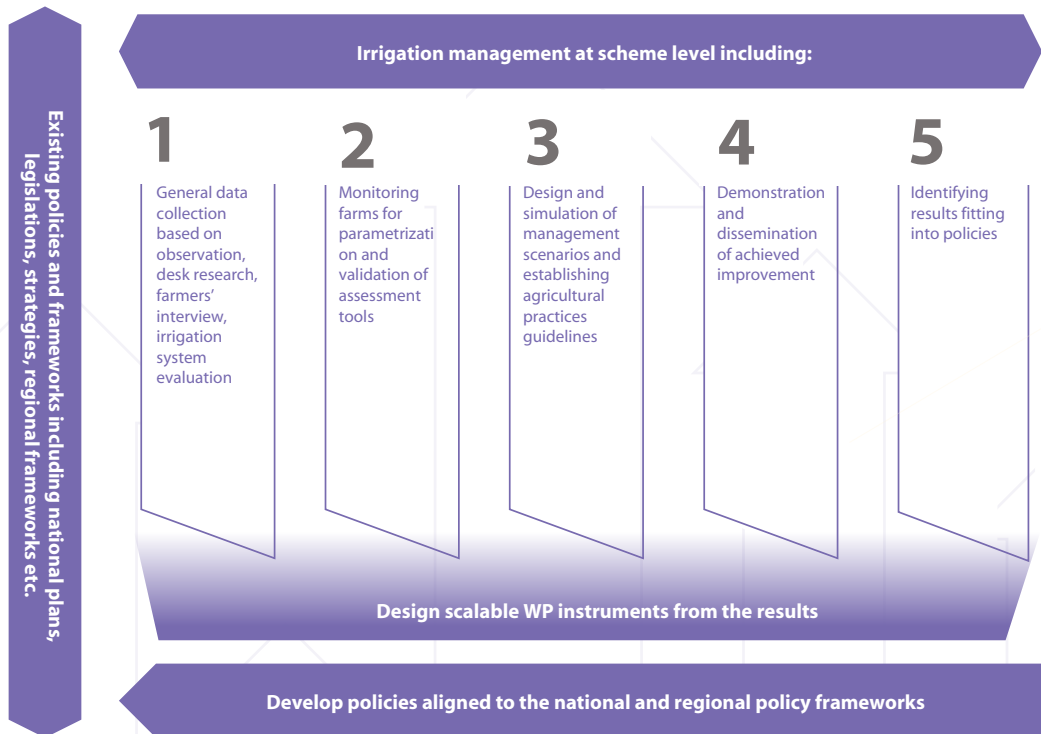 Existing policies and frameworks including national plans,
legislations, strategies, regional frameworks etc.
Irrigation management at scheme level including:
1
General data
collection
based on
observation,
desk research,
farmers'
interview,
irrigation
system
evaluation
2
Monitoring
farms for
parametrizati
on and
validation of
assessment
tools
3
Design and
simulation of
management
scenarios and
establishing
agricultural
practices
guidelines
4
Demonstration
and
dissemination
of achieved
improvement
5
Identifying
results fitting
into policies
Design scalable WP instruments from the results
Develop policies aligned to the national and regional policy frameworks